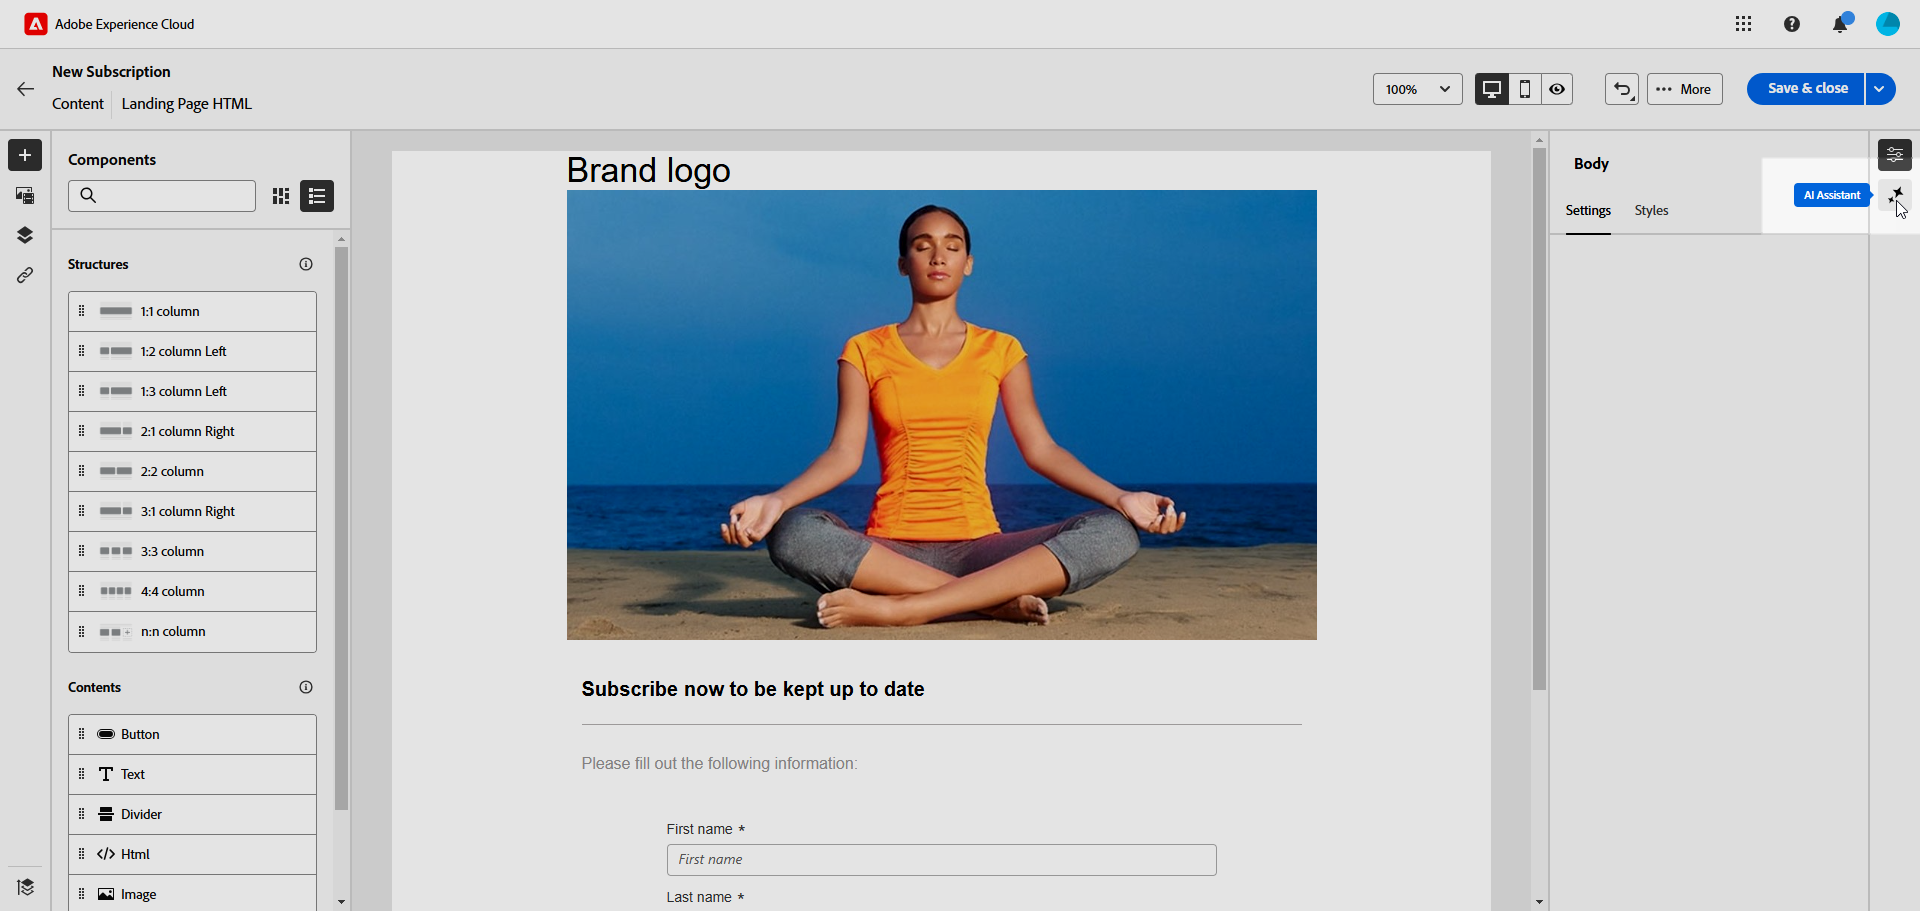 Adobe Experience Cloud
New Subscription
Content
Landing Page HTML
100%
More
Save & close
Components
Structures
1:1 column
1:2 column Left
1:3 column Left
2:1 column Right
2:2 column
3:1 column Right
3:3 column
4:4 column
n:n column
Contents
Button
Text
Divider
Html
Image
Brand logo
Subscribe now to be kept up to date
Please fill out the following information:
First name *
First name
Last name *
Body
Settings
Styles
AI Assistant